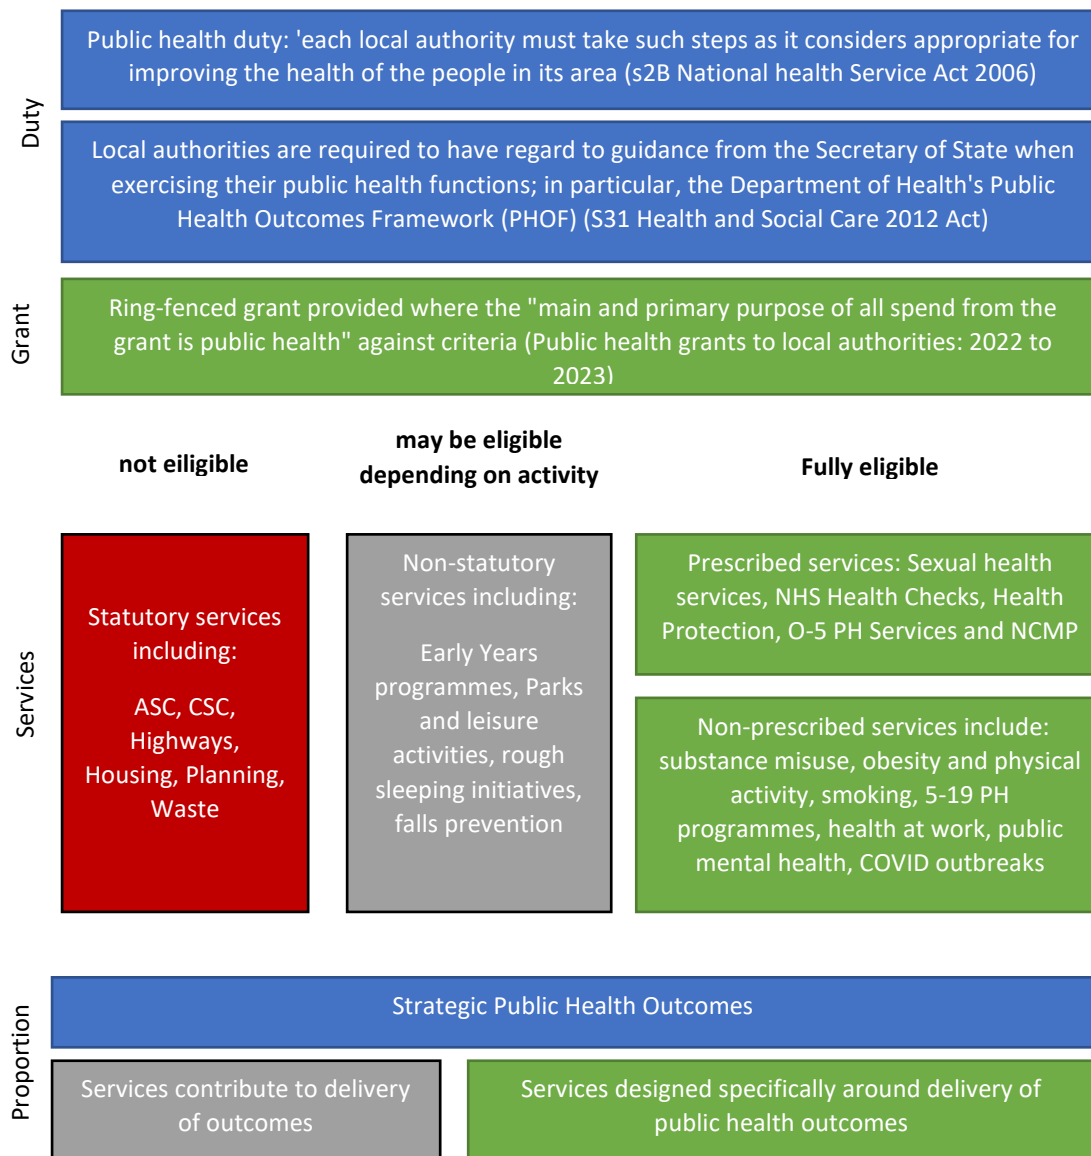 Duty
Public health duty: 'each local authority must take such steps as it considers appropriate for
improving the health of the people in its area (s2B National health Service Act 2006)
Local authorities are required to have regard to guidance from the Secretary of State when
exercising their public health functions; in particular, the Department of Health's Public
Health Outcomes Framework (PHOF) (S31 Health and Social Care 2012 Act)
Grant
Ring-fenced grant provided where the "main and primary purpose of all spend from the
grant is public health" against criteria (Public health grants to local authorities: 2022 to
2023)
not eiligible
may be eligible
depending on activity
Fully eligible
Services
Statutory services
including:
ASC, CSC,
Highways,
Housing, Planning,
Waste
Non-statutory
services including:
Early Years
programmes, Parks
and leisure
activities, rough
sleeping initiatives,
falls prevention
Prescribed services: Sexual health
services, NHS Health Checks, Health
Protection, O-5 PH Services and NCMP
Non-prescribed services include:
substance misuse, obesity and physical
activity, smoking, 5-19 PH
programmes, health at work, public
mental health, COVID outbreaks
Proportion
Strategic Public Health Outcomes
Services contribute to delivery
of outcomes
Services designed specifically around delivery of
public health outcomes